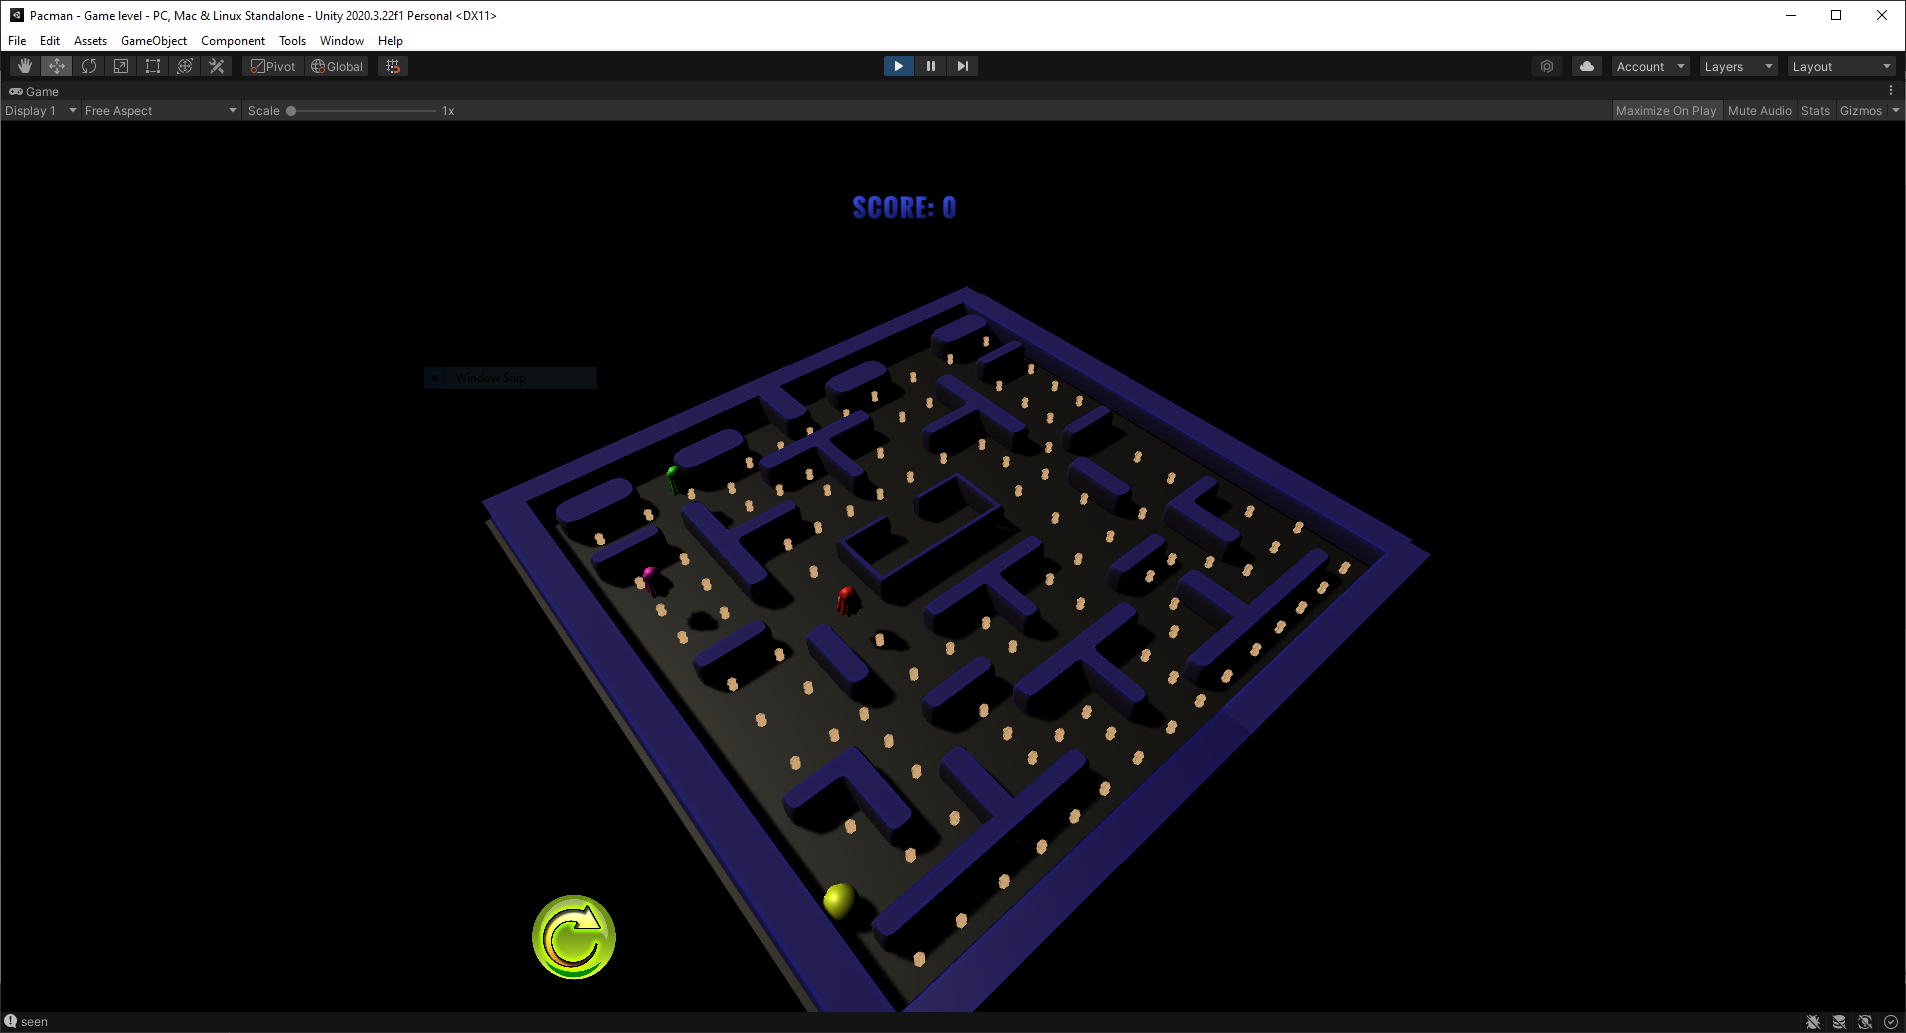 Pacman - Game level - PC, Mac & Linux Standalone - Unity 2020.3.22f1 Personal <DX11>
File Edit Assets GameObject Component Tools Window Help
Pivot Global Account Layers Layout
Game
Display 1 Free Aspect Scale 1x Maximize On Play Mute Audio Stats Gizmos
SCORE: 0
Window Snip
seen